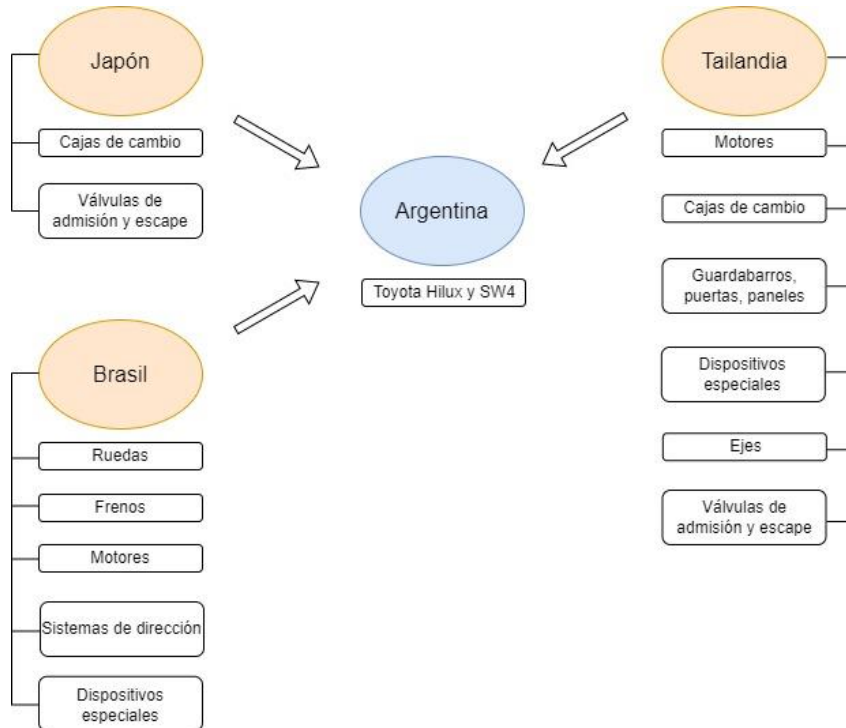 Japón
Cajas de cambio
Válvulas de
admisión y escape
Brasil
Ruedas
Frenos
Motores
Sistemas de dirección
Dispositivos
especiales
Argentina
Toyota Hilux y SW4
Tailandia
Motores
Cajas de cambio
Guardabarros,
puertas, paneles
Dispositivos
especiales
Ejes
Válvulas de
admisión y escape